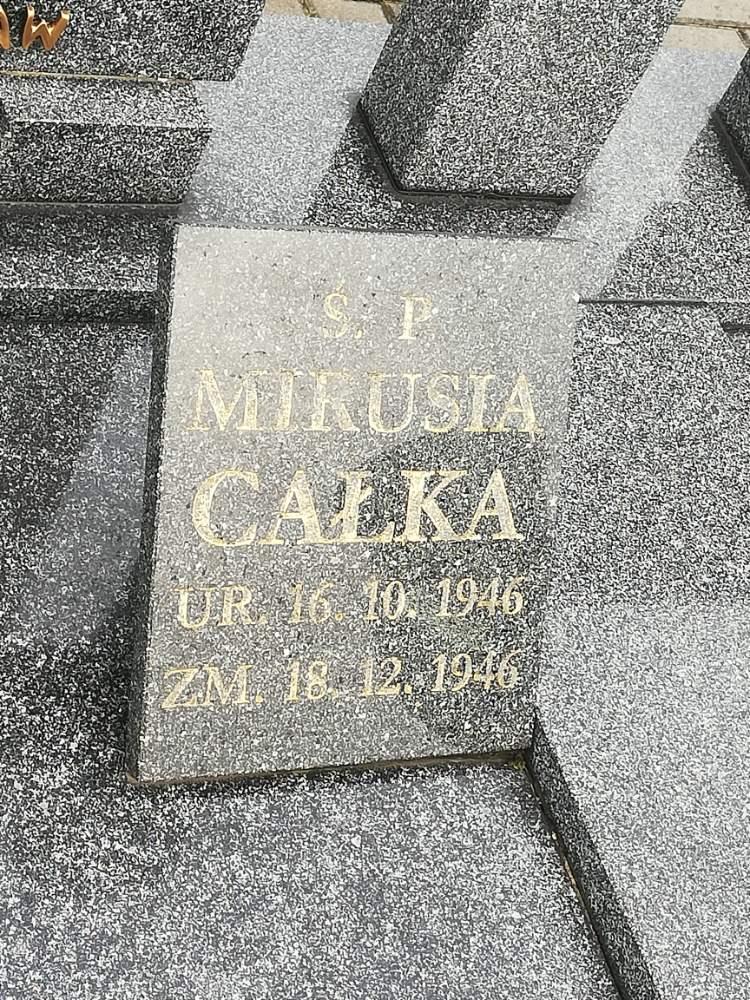 Ś. P
MIRUSIA
CAŁKA
UR. 16. 10. 1946
ZM. 18. 12. 1946